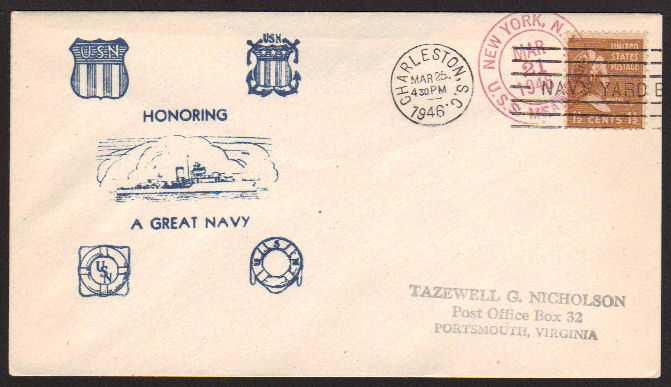 U.S.N
USN
HONORING
A GREAT NAVY
USN
U S N
CHARLESTON, S.C.
MAR 25
4 30 PM
1946
NEW YORK, N.
MAR
21
U.S.S.
NAVY YARD B
UNITED
STATES
POSTAGE
1½ CENTS 1½
TAZEWELL G. NICHOLSON
Post Office Box 32
PORTSMOUTH, VIRGINIA